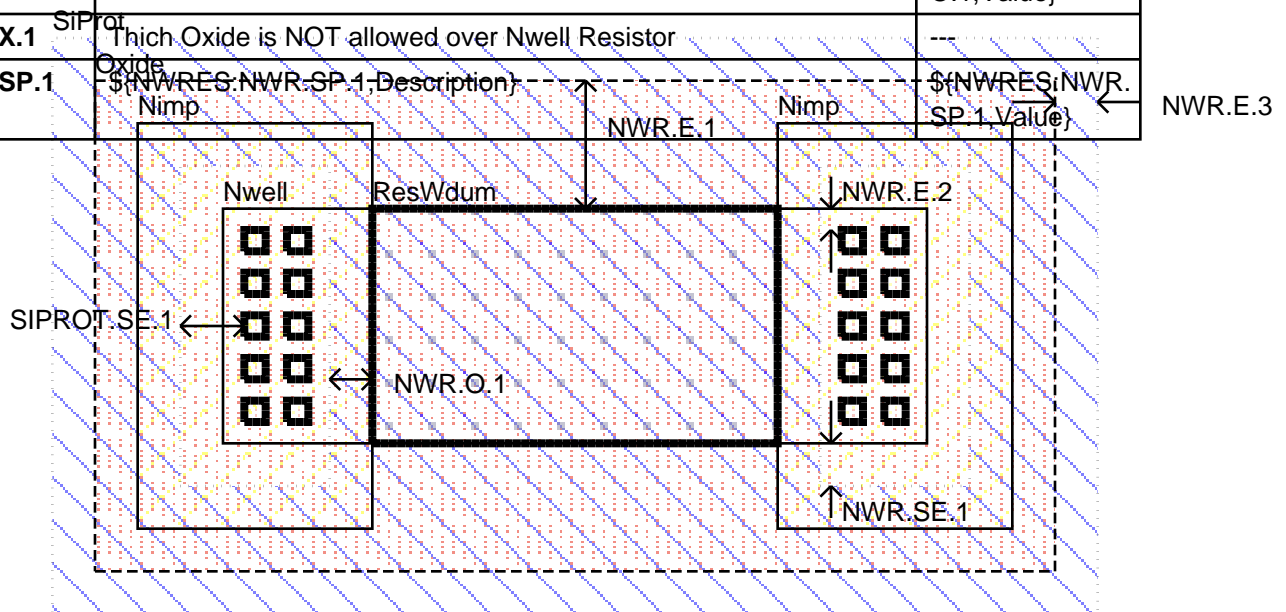 X.1 Thich Oxide is NOT allowed over Nwell Resistor ---
SiProt
Oxide
SP.1 ${NWRES:NWR.SP.1,Description} ${NWRES:NWR.
SP.1,Value}
Nimp
Nimp
NWR.E.3
NWR.E.1
Nwell
ResWdum
NWR.E.2
SIPROT.SE.1
NWR.O.1
NWR.SE.1